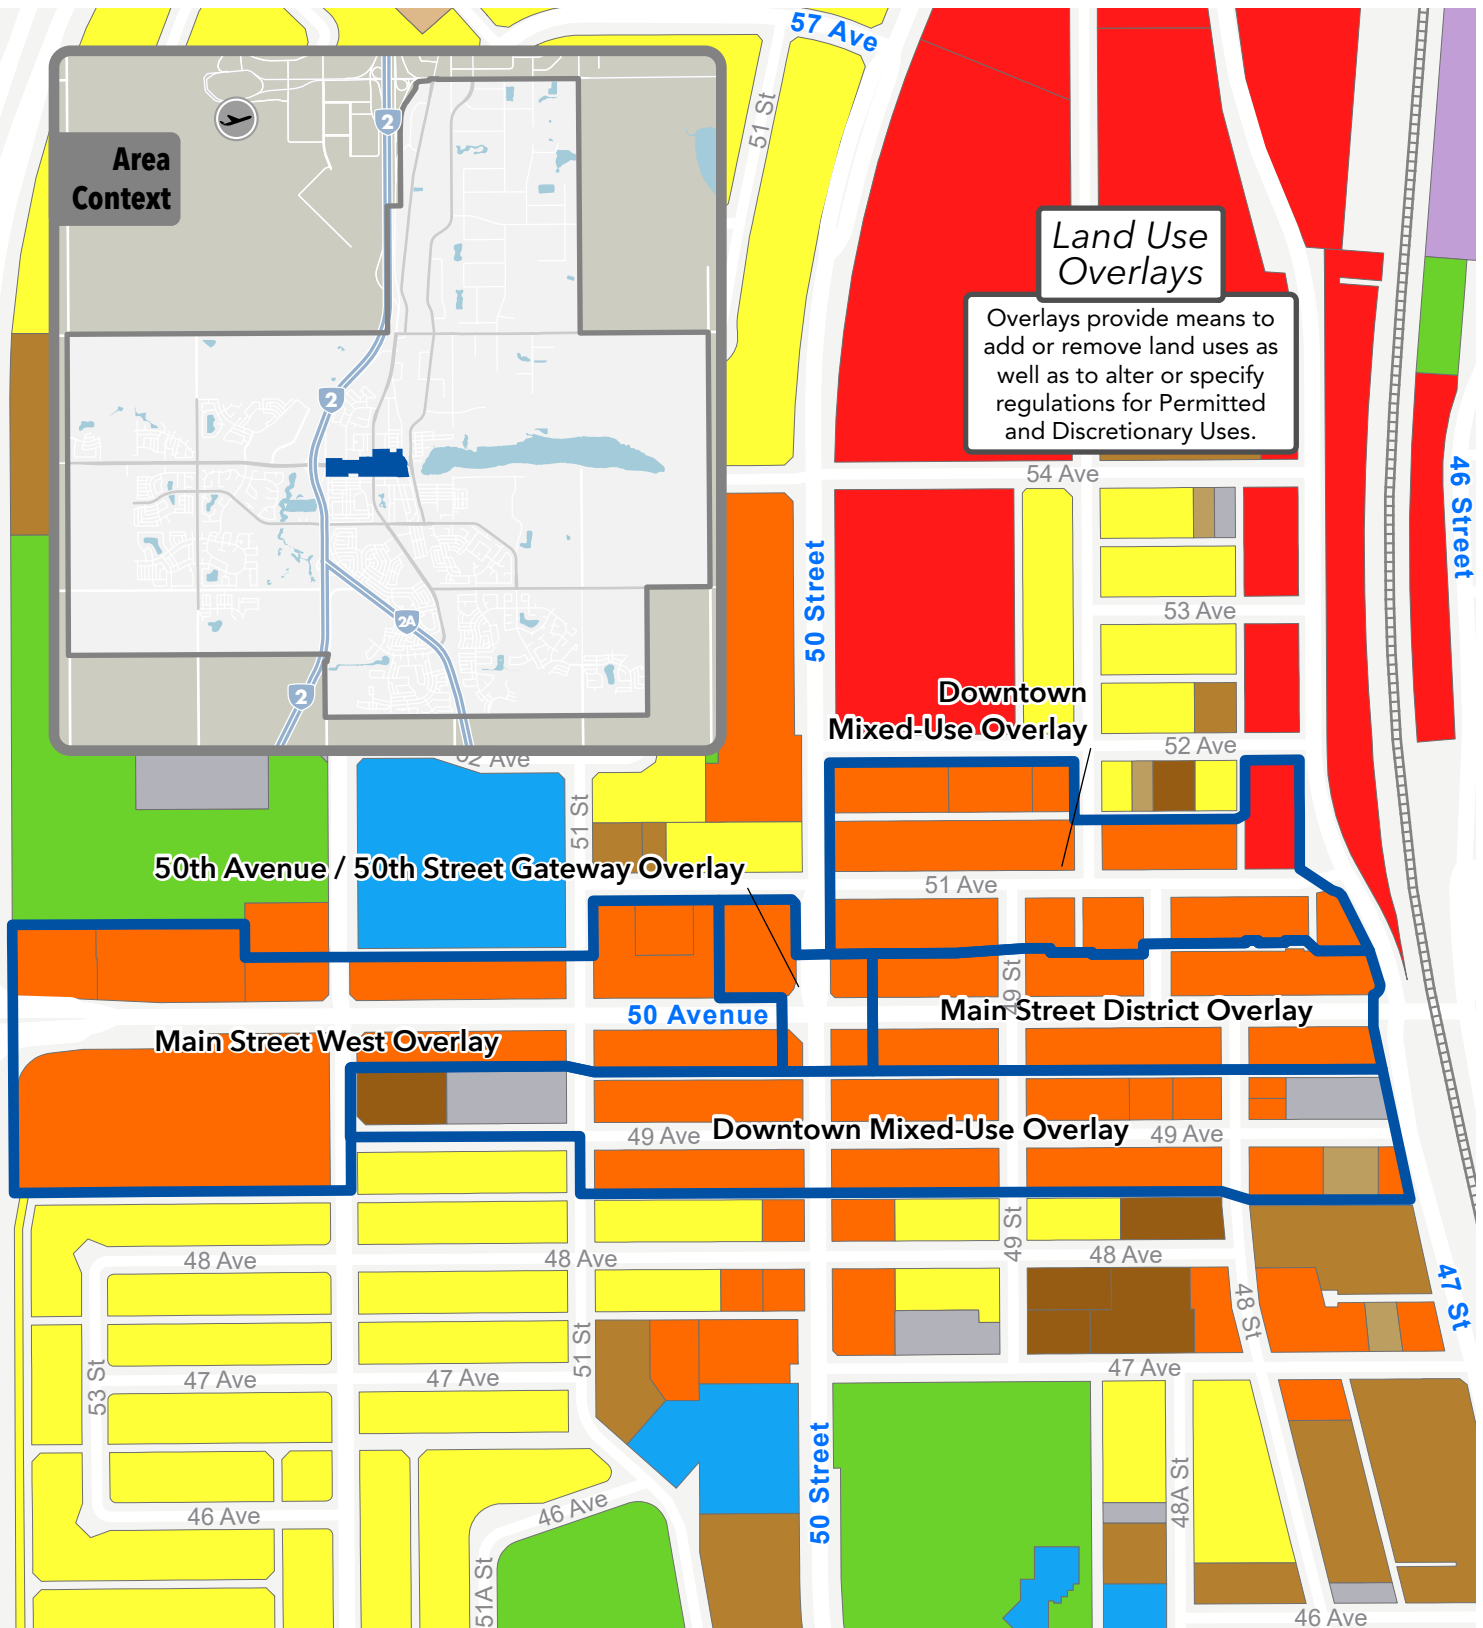 57 Ave
51 St
2
Area
Context
Land Use
Overlays
Overlays provide means to
add or remove land uses as
well as to alter or specify
regulations for Permitted
and Discretionary Uses.
2
54 Ave
46 Street
50 Street
53 Ave
2A
2
Downtown
Mixed-Use Overlay
52 Ave
52 Ave
51 St
50th Avenue / 50th Street Gateway Overlay
51 Ave
49 St
50 Avenue
Main Street District Overlay
Main Street West Overlay
49 Ave
Downtown Mixed-Use Overlay
49 Ave
49 St
48 Ave
48 Ave
48 Ave
48 St
47 St
51 St
53 St
47 Ave
47 Ave
47 Ave
50 Street
48A St
46 Ave
46 Ave
51A St
46 Ave